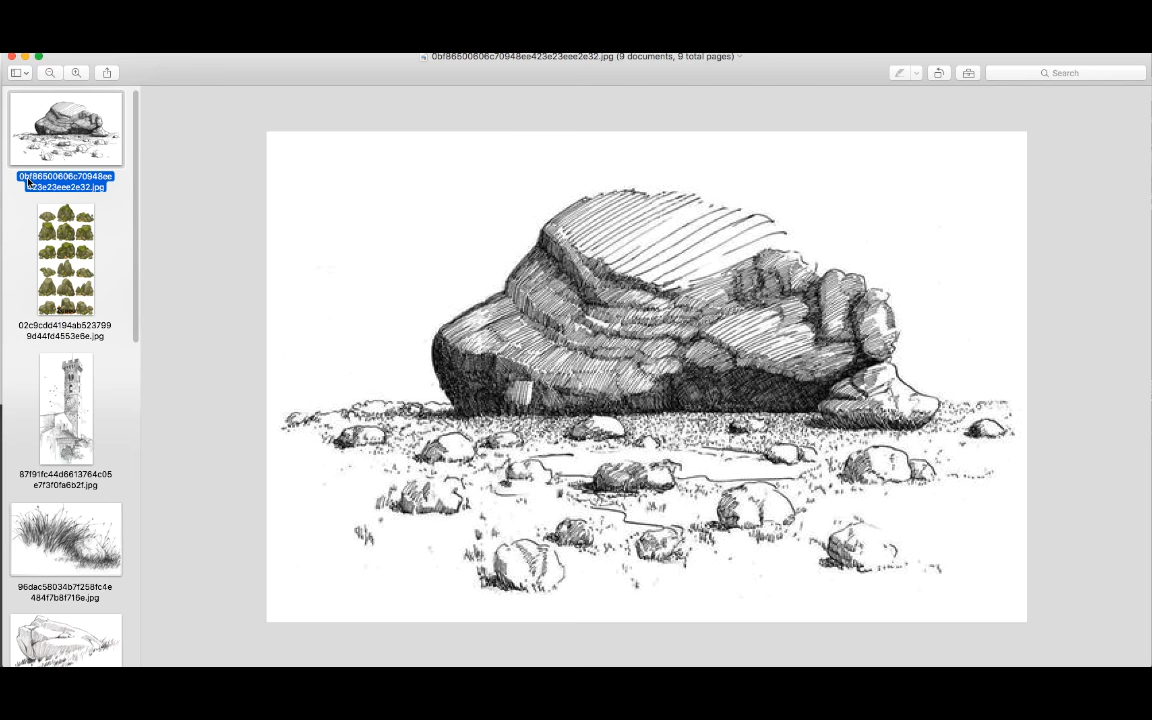 0bf86500606c70948ee423e23eee2e32.jpg (9 documents, 9 total pages)
Search
0bf86500606c70948ee
423e23eee2e32.jpg
02c9cdd4194ab523799
9d44fd4553e6e.jpg
87f91fc44d6613764c05
e7f3f0fa6b2f.jpg
96dac58034b7f258fc4e
484f7b8f716e.jpg